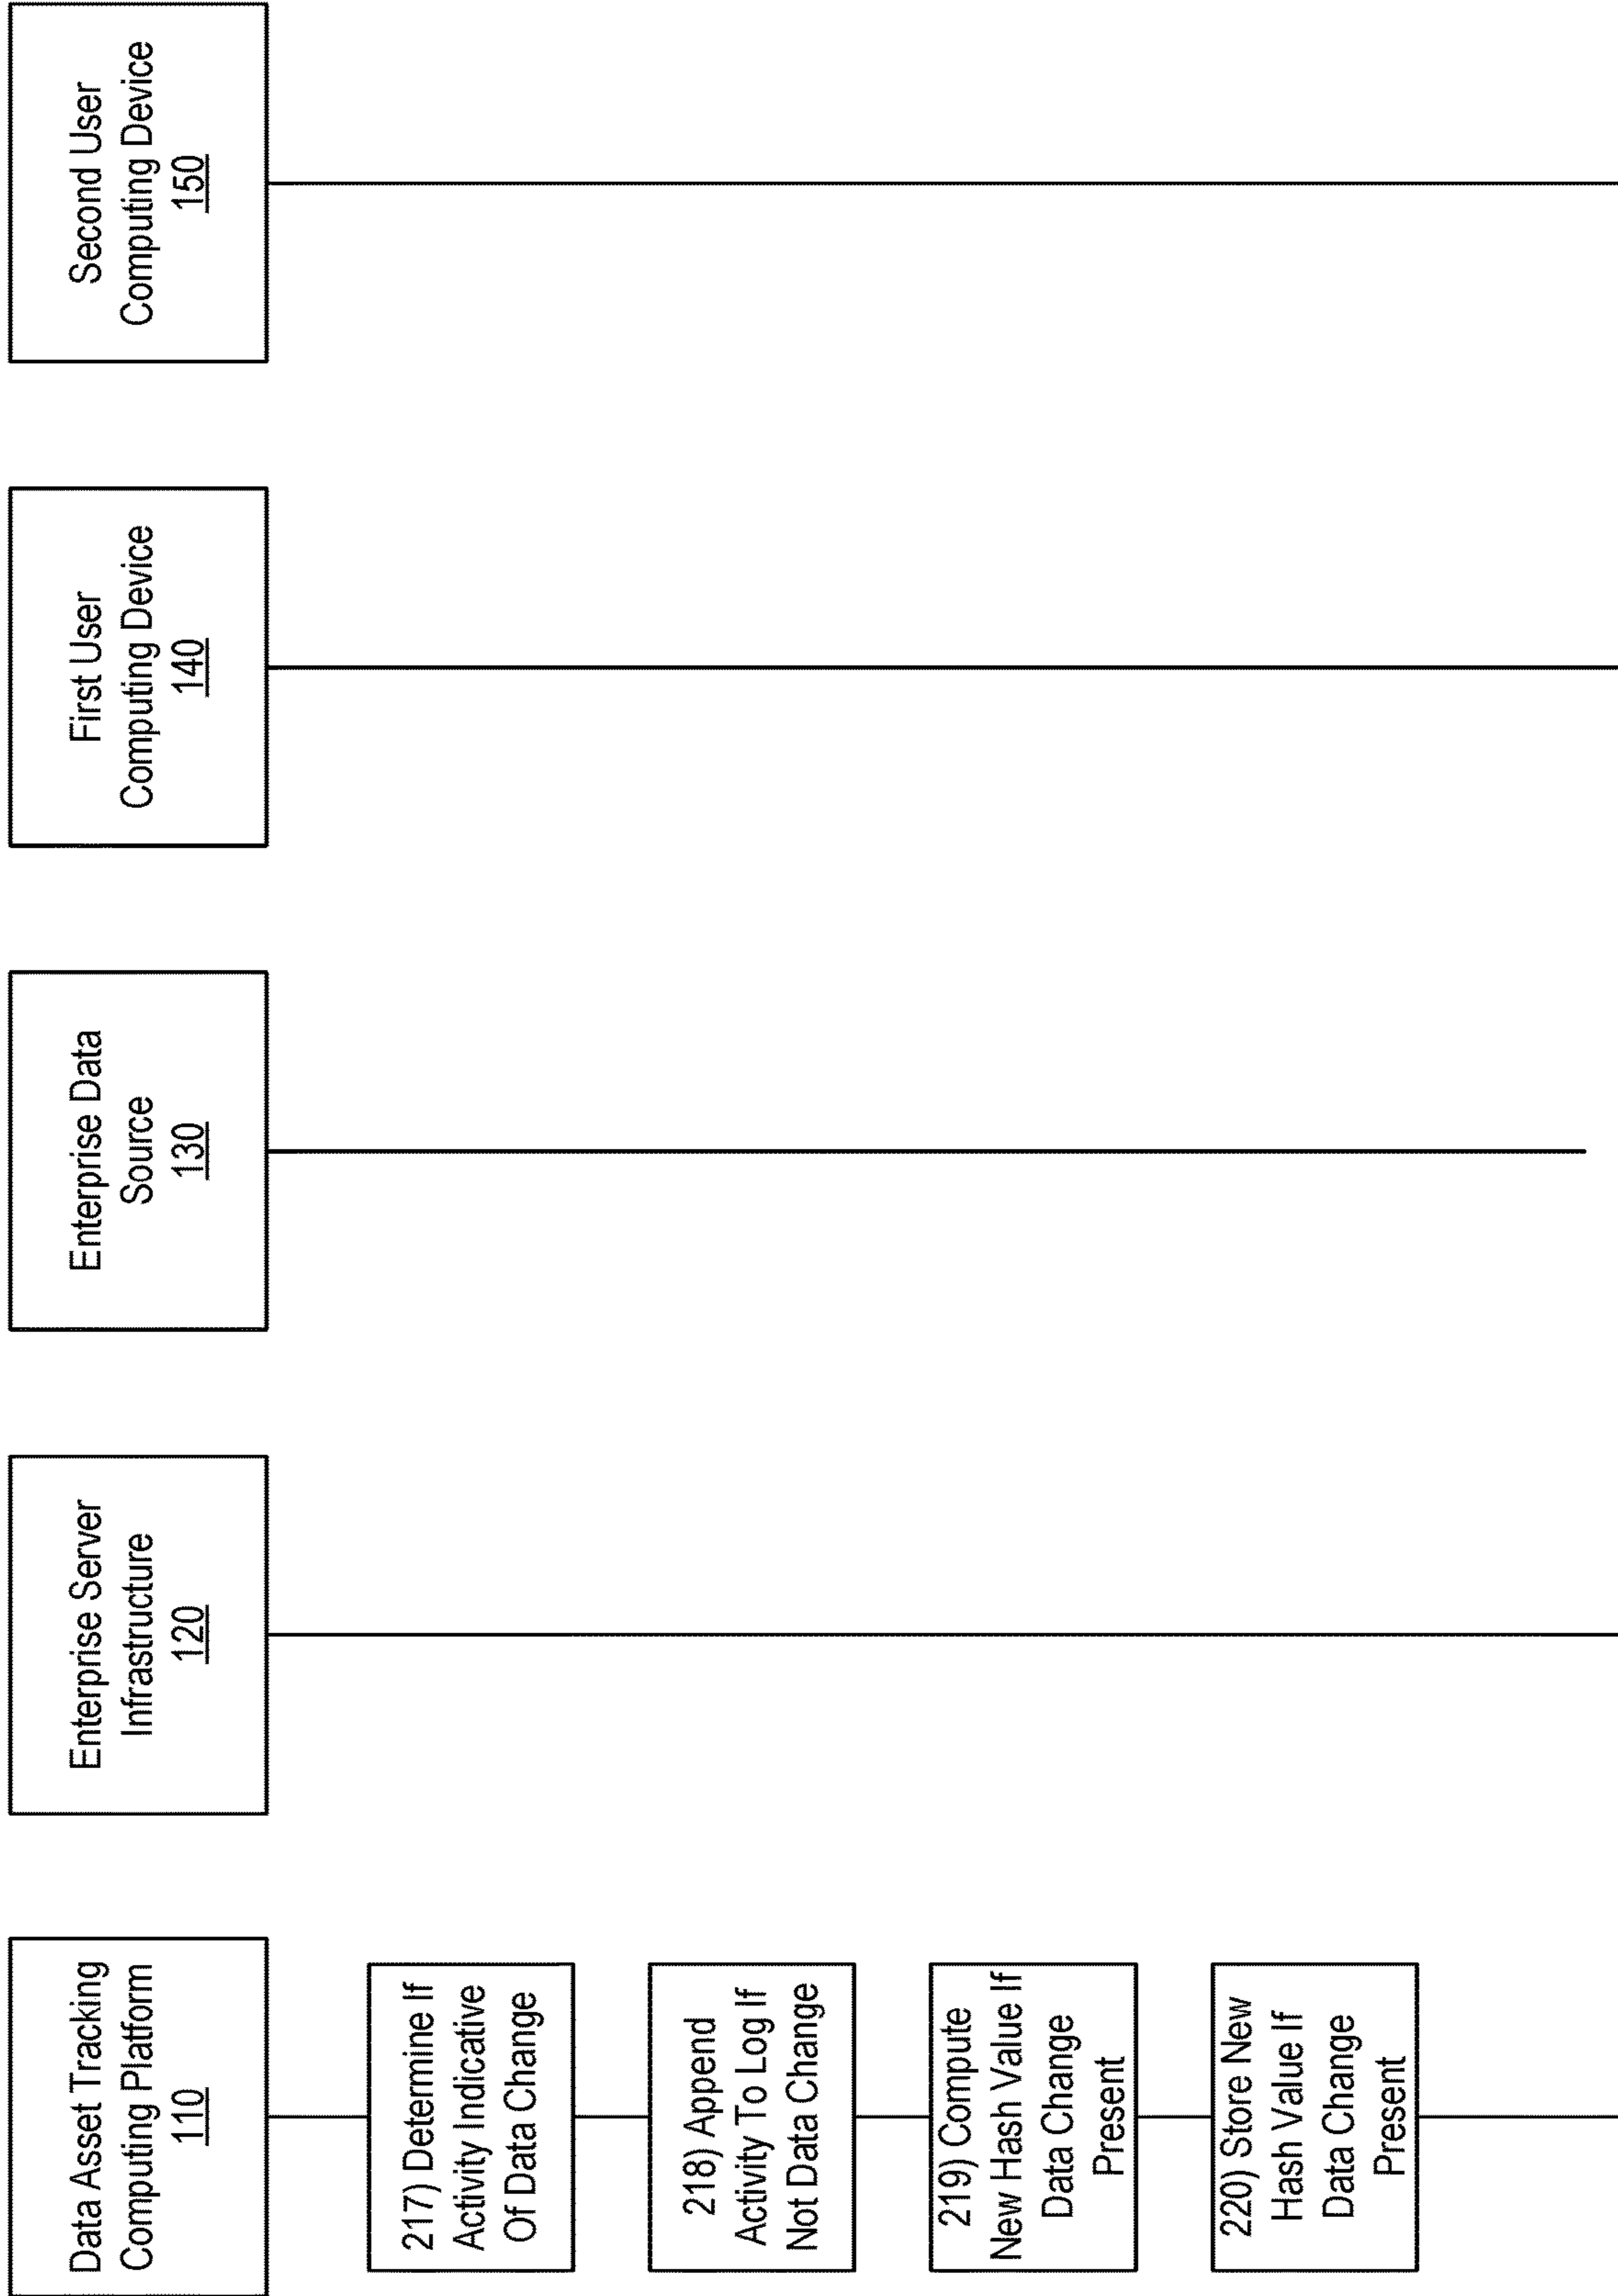 Data Asset Tracking
Computing Platform
110
Enterprise Server
Infrastructure
120
Enterprise Data
Source
130
First User
Computing Device
140
Second User
Computing Device
150
217) Determine If
Activity Indicative
Of Data Change
218) Append
Activity To Log If
Not Data Change
219) Compute
New Hash Value If
Data Change
Present
220) Store New
Hash Value If
Data Change
Present